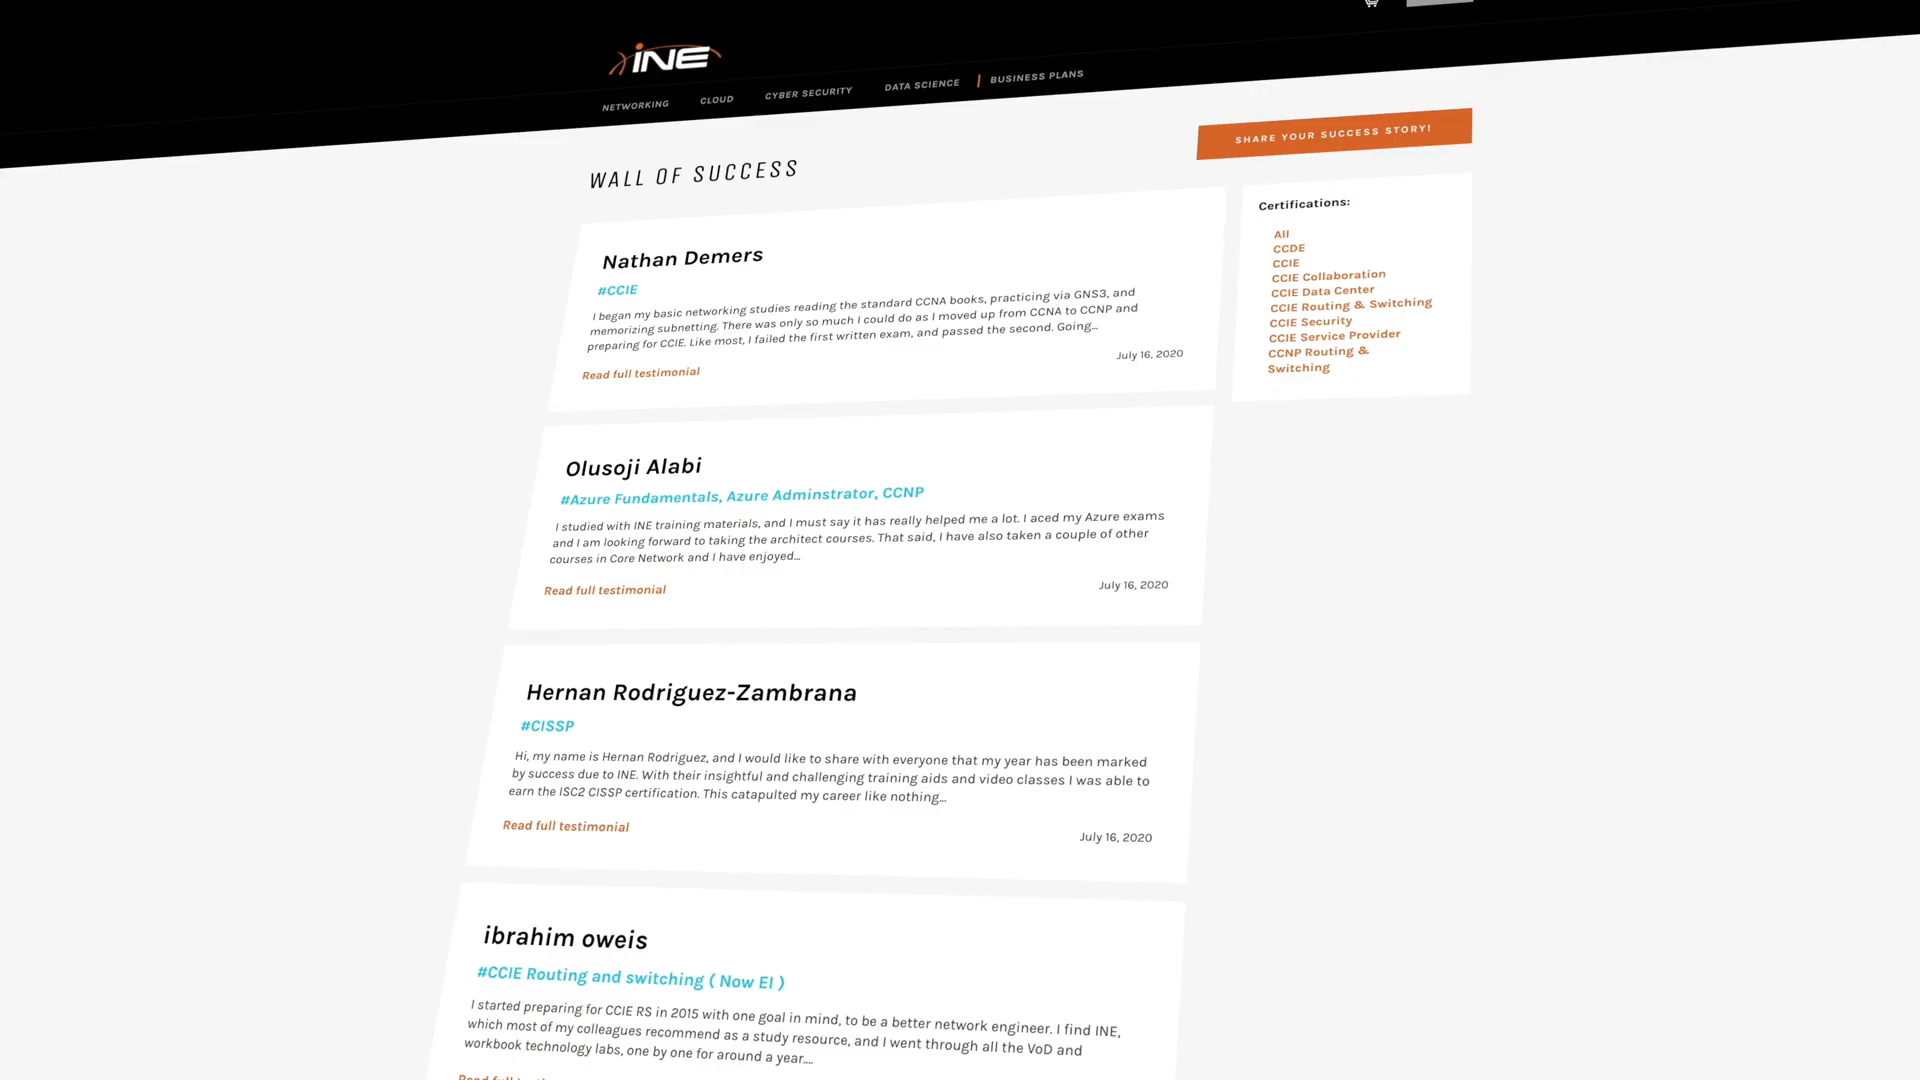 INE
NETWORKING CLOUD CYBER SECURITY DATA SCIENCE | BUSINESS PLANS
SHARE YOUR SUCCESS STORY!
WALL OF SUCCESS
Nathan Demers
#CCIE
I began my basic networking studies reading the standard CCNA books, practicing via GNS3, and
memorizing subnetting. There was only so much I could do as I moved up from CCNA to CCNP and
preparing for CCIE. Like most, I failed the first written exam, and passed the second. Going...
July 16, 2020
Read full testimonial
Olusoji Alabi
#Azure Fundamentals, Azure Adminstrator, CCNP
I studied with INE training materials, and I must say it has really helped me a lot. I aced my Azure exams
and I am looking forward to taking the architect courses. That said, I have also taken a couple of other
courses in Core Network and I have enjoyed...
July 16, 2020
Read full testimonial
Hernan Rodriguez-Zambrana
#CISSP
Hi, my name is Hernan Rodriguez, and I would like to share with everyone that my year has been marked
by success due to INE. With their insightful and challenging training aids and video classes I was able to
earn the ISC2 CISSP certification. This catapulted my career like nothing...
July 16, 2020
Read full testimonial
ibrahim oweis
#CCIE Routing and switching ( Now EI )
I started preparing for CCIE RS in 2015 with one goal in mind, to be a better network engineer. I find INE,
which most of my colleagues recommend as a study resource, and I went through all the VoD and
workbook technology labs, one by one for around a year....
Certifications:
All
CCDE
CCIE
CCIE Collaboration
CCIE Data Center
CCIE Routing & Switching
CCIE Security
CCIE Service Provider
CCNP Routing &
Switching